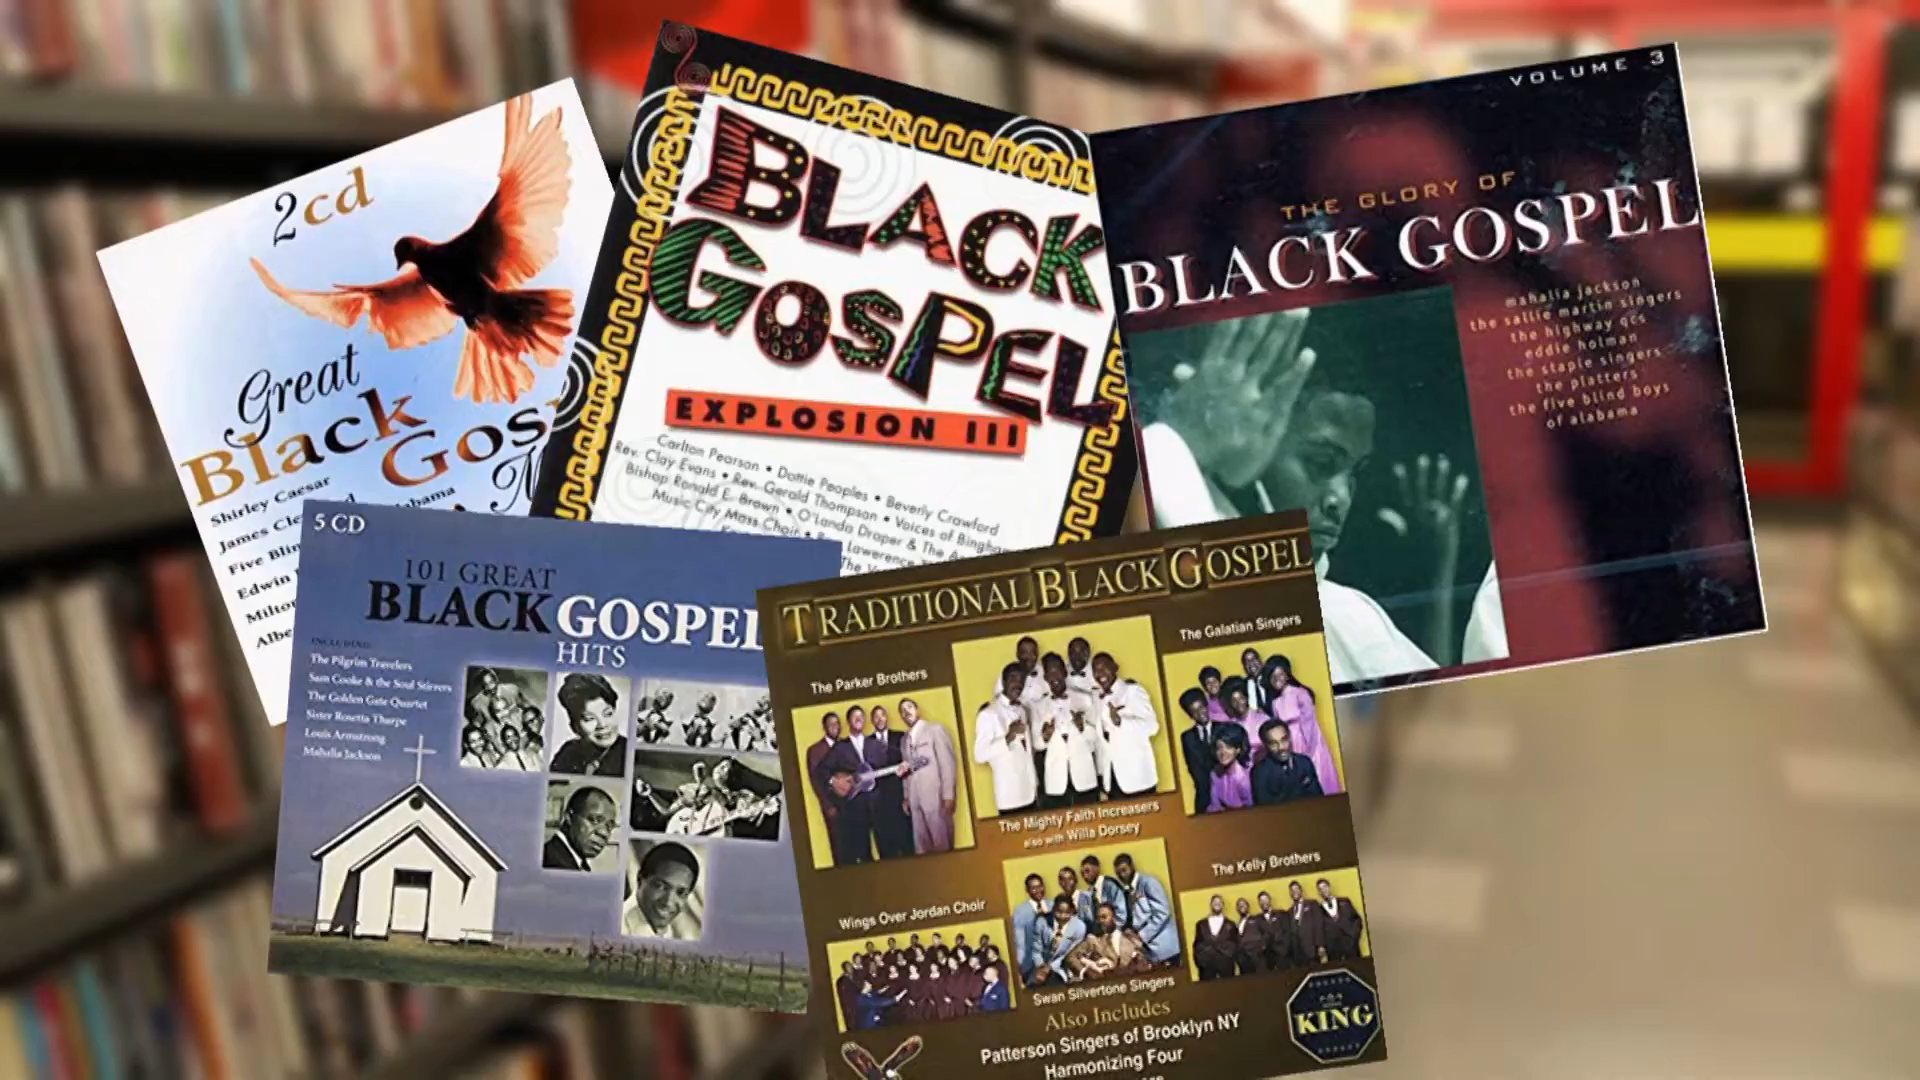 2cd
Great
Black
Gos
Shirley Caesar
James Cle
Five Blin
Edwin
Milto
Albe
BLACK
GOSPEL
EXPLOSION III
Carlton Pearson • Dottie Peoples • Beverly Crawford
Rev. Clay Evans • Rev. Gerald Thompson • Voices of Bingham
Bishop Ronald E. Brown • O'Landa Draper & The As
Music City Mass Choir •
Lawerence
The V
VOLUME 3
THE GLORY OF
BLACK GOSPEL
mahalia jackson
the sallie martin singers
the highway qcs
eddie holman
the staple singers
the platters
the five blind boys
of alabama
5 CD
101 GREAT
BLACK GOSPEL
HITS
INCLUDING:
The Pilgrim Travelers
Sam Cooke & the Soul Stirrers
The Golden Gate Quartet
Sister Rosetta Tharpe
Louis Armstrong
Mahalia Jackson
TRADITIONAL BLACK GOSPEL
The Parker Brothers
The Galatian Singers
The Mighty Faith Increasers
also with Willa Dorsey
The Kelly Brothers
Wings Over Jordan Choir
Swan Silvertone Singers
Also Includes
Patterson Singers of Brooklyn NY
Harmonizing Four
KING